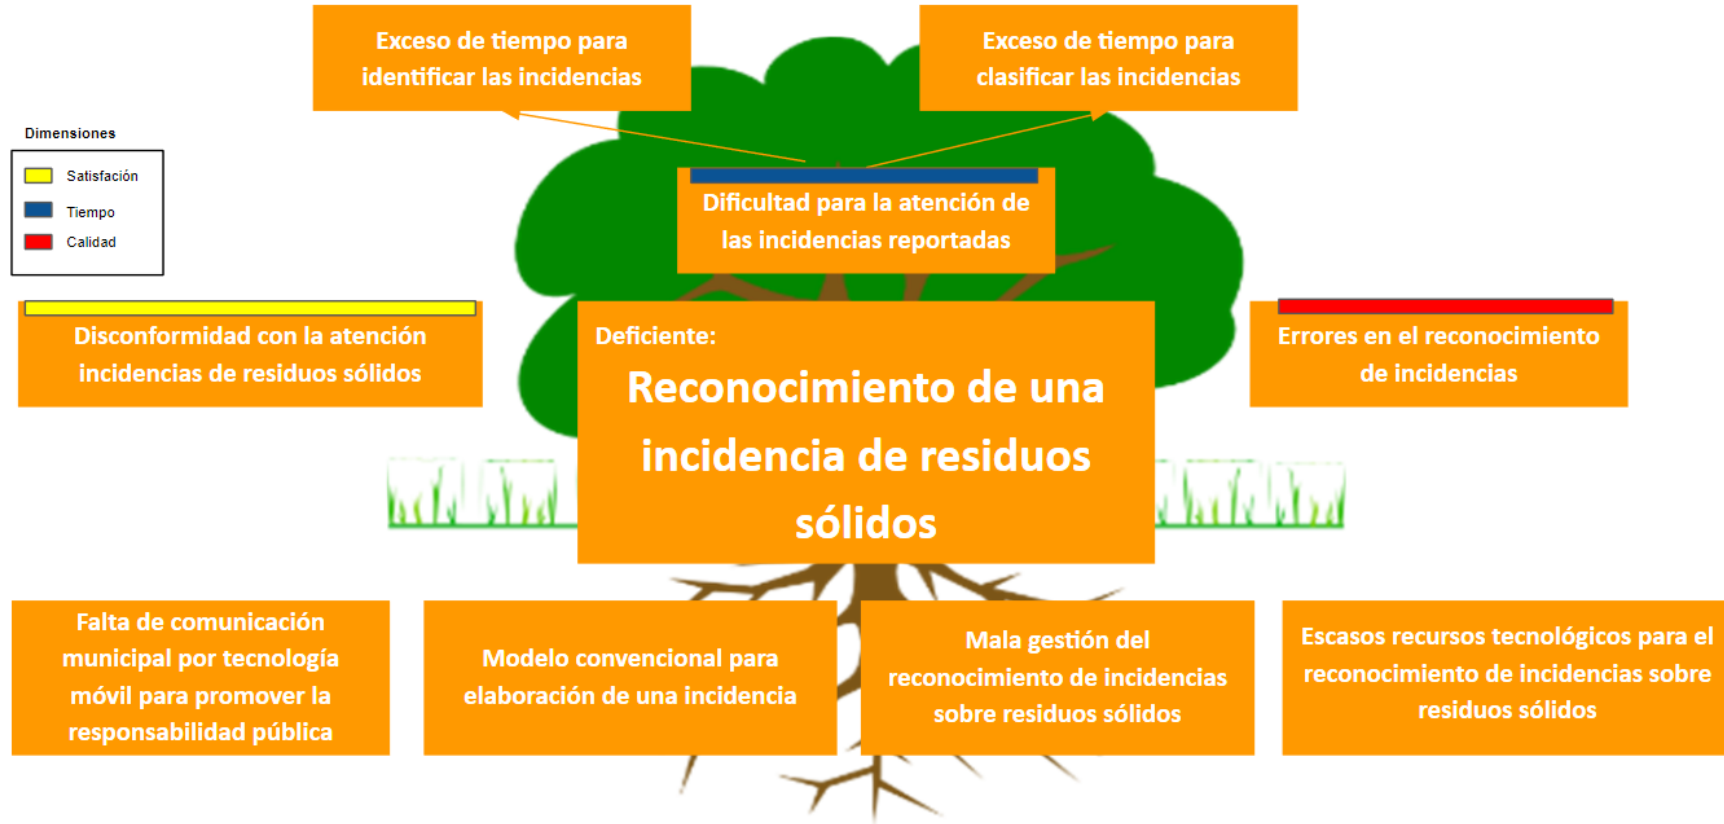 Exceso de tiempo para
identificar las incidencias
Exceso de tiempo para
clasificar las incidencias
Dimensiones
Satisfación
Tiempo
Calidad
Dificultad para la atención de
las incidencias reportadas
Disconformidad con la atención
incidencias de residuos sólidos
Deficiente:
Reconocimiento de una
incidencia de residuos
sólidos
Errores en el reconocimiento
de incidencias
Falta de comunicación
municipal por tecnología
móvil para promover la
responsabilidad pública
Modelo convencional para
elaboración de una incidencia
Mala gestión del
reconocimiento de incidencias
sobre residuos sólidos
Escasos recursos tecnológicos para el
reconocimiento de incidencias sobre
residuos sólidos